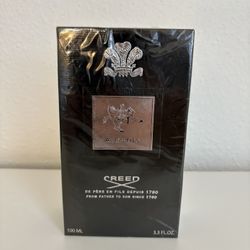 CREED
DE PÈRE EN FILS DEPUIS 1760
FROM FATHER TO SON SINCE 1760
100 ML
3.3 FL.OZ.